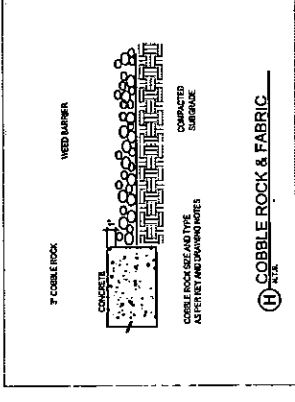 3" COBBLE ROCK
WEED BARRIER
CONCRETE
1"
COBBLE ROCK SIZE AND TYPE
AS PER KEY AND DRAWING NOTES
COMPACTED
SUBGRADE
H COBBLE ROCK & FABRIC
N.T.S.